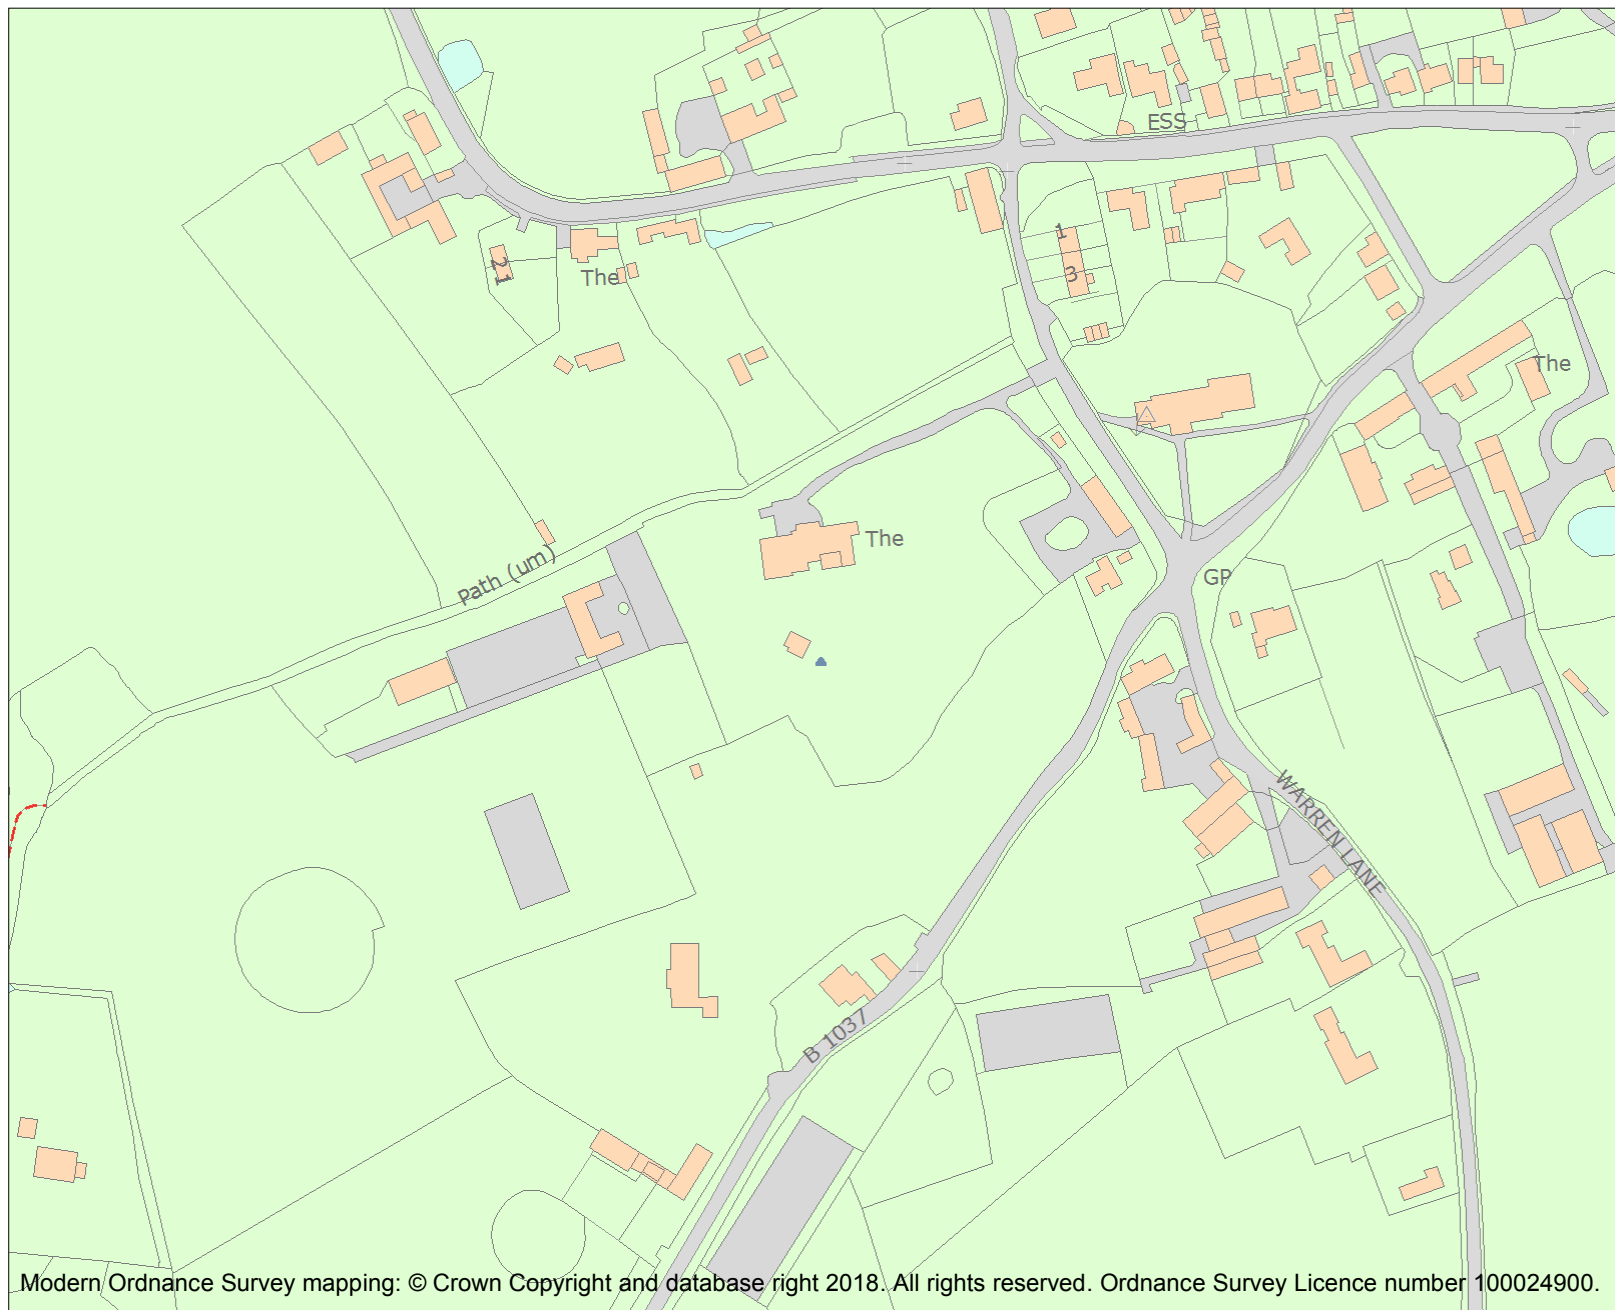 ESS
1
3
2 1
The
The
The
Path (um)
GP
WARREN LANE
B 1037
Modern Ordnance Survey mapping: © Crown Copyright and database right 2018. All rights reserved. Ordnance Survey Licence number 100024900.